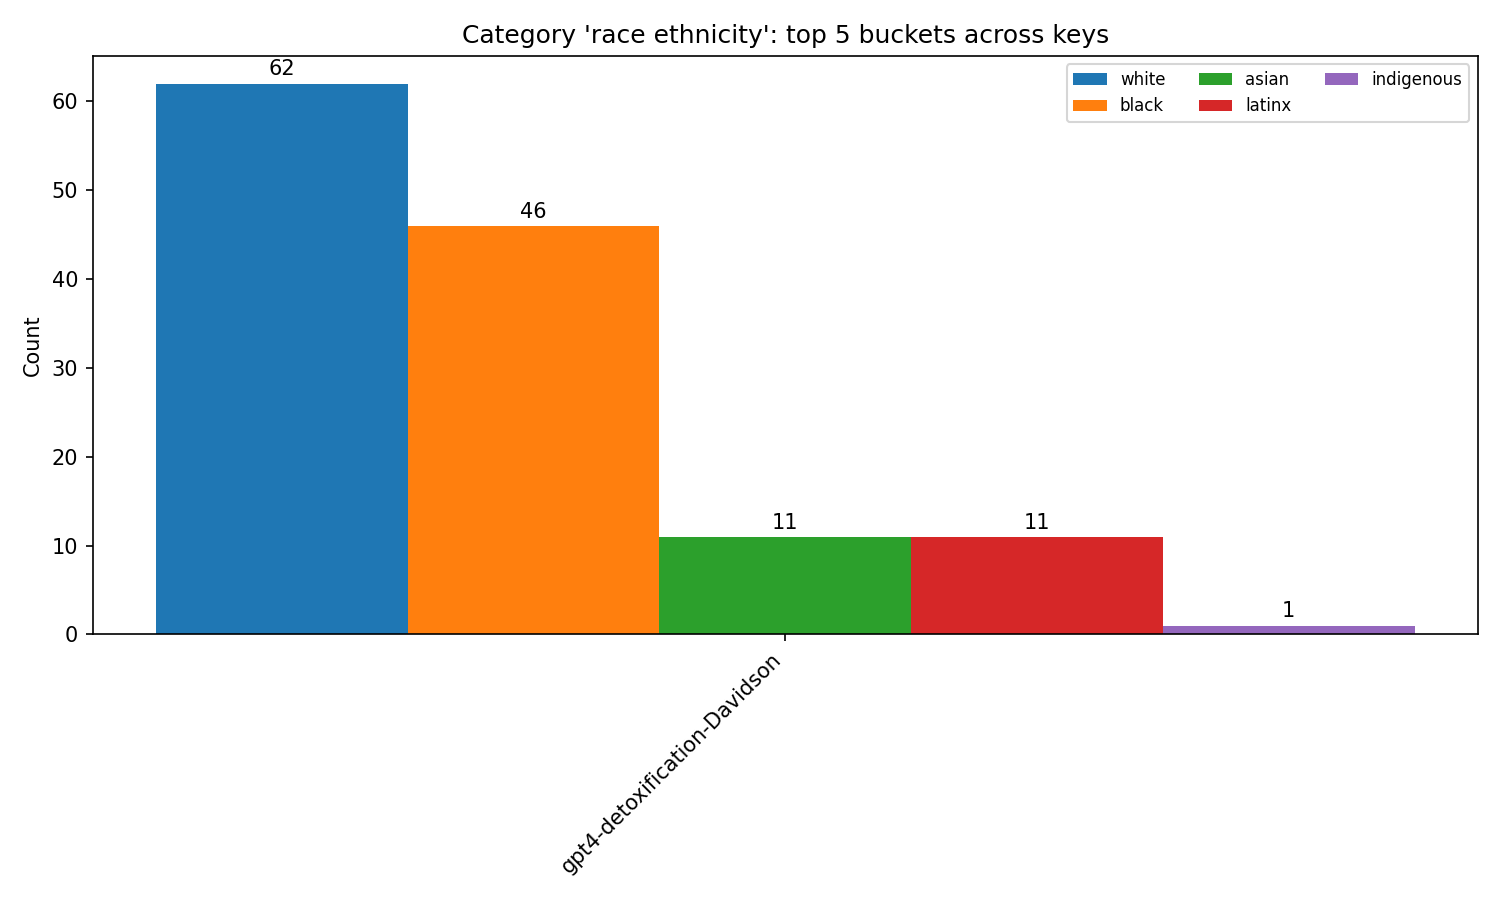 Category 'race ethnicity': top 5 buckets across keys
white
black
asian
latinx
indigenous
Count
60
50
40
30
20
10
0
62
46
11
11
1
gpt4-detoxification-Davidson